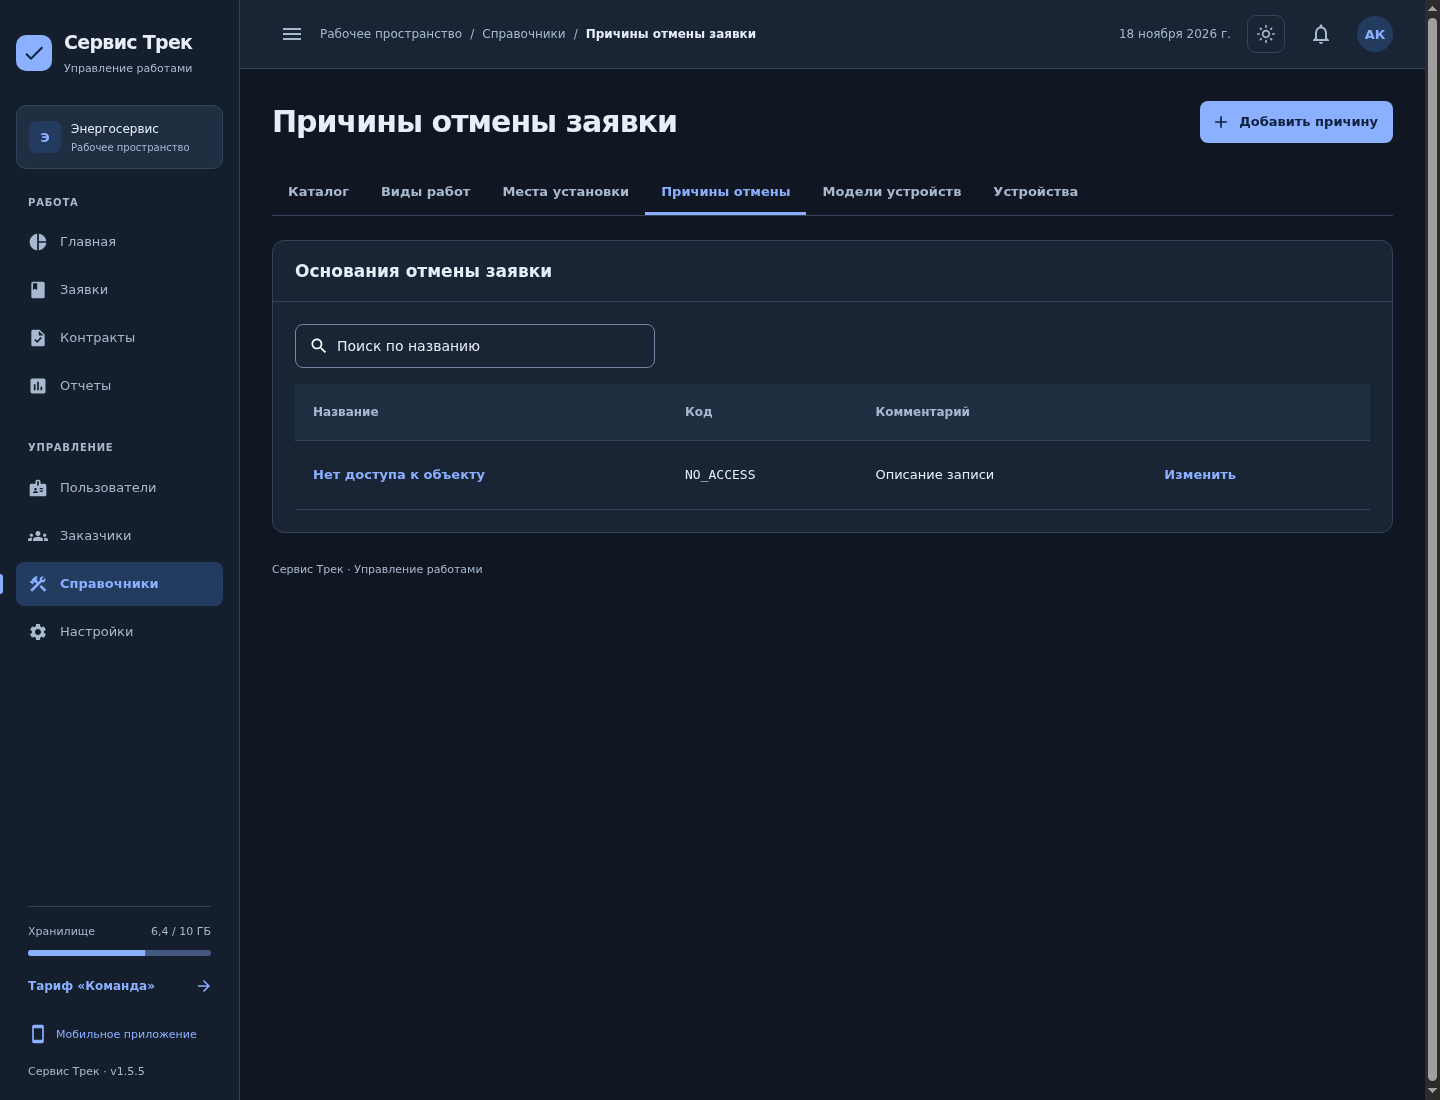 Сервис Трек
Управление работами
Э
Энергосервис
Рабочее пространство
РАБОТА
Главная
Заявки
Контракты
Отчеты
УПРАВЛЕНИЕ
Пользователи
Заказчики
Справочники
Настройки
Хранилище 6,4 / 10 ГБ
Тариф «Команда»
Мобильное приложение
Сервис Трек · v1.5.5
Рабочее пространство / Справочники / Причины отмены заявки
18 ноября 2026 г.
АК
Причины отмены заявки
Добавить причину
Каталог Виды работ Места установки Причины отмены Модели устройств Устройства
Основания отмены заявки
Поиск по названию
Название Код Комментарий
Нет доступа к объекту NO_ACCESS Описание записи Изменить
Сервис Трек · Управление работами